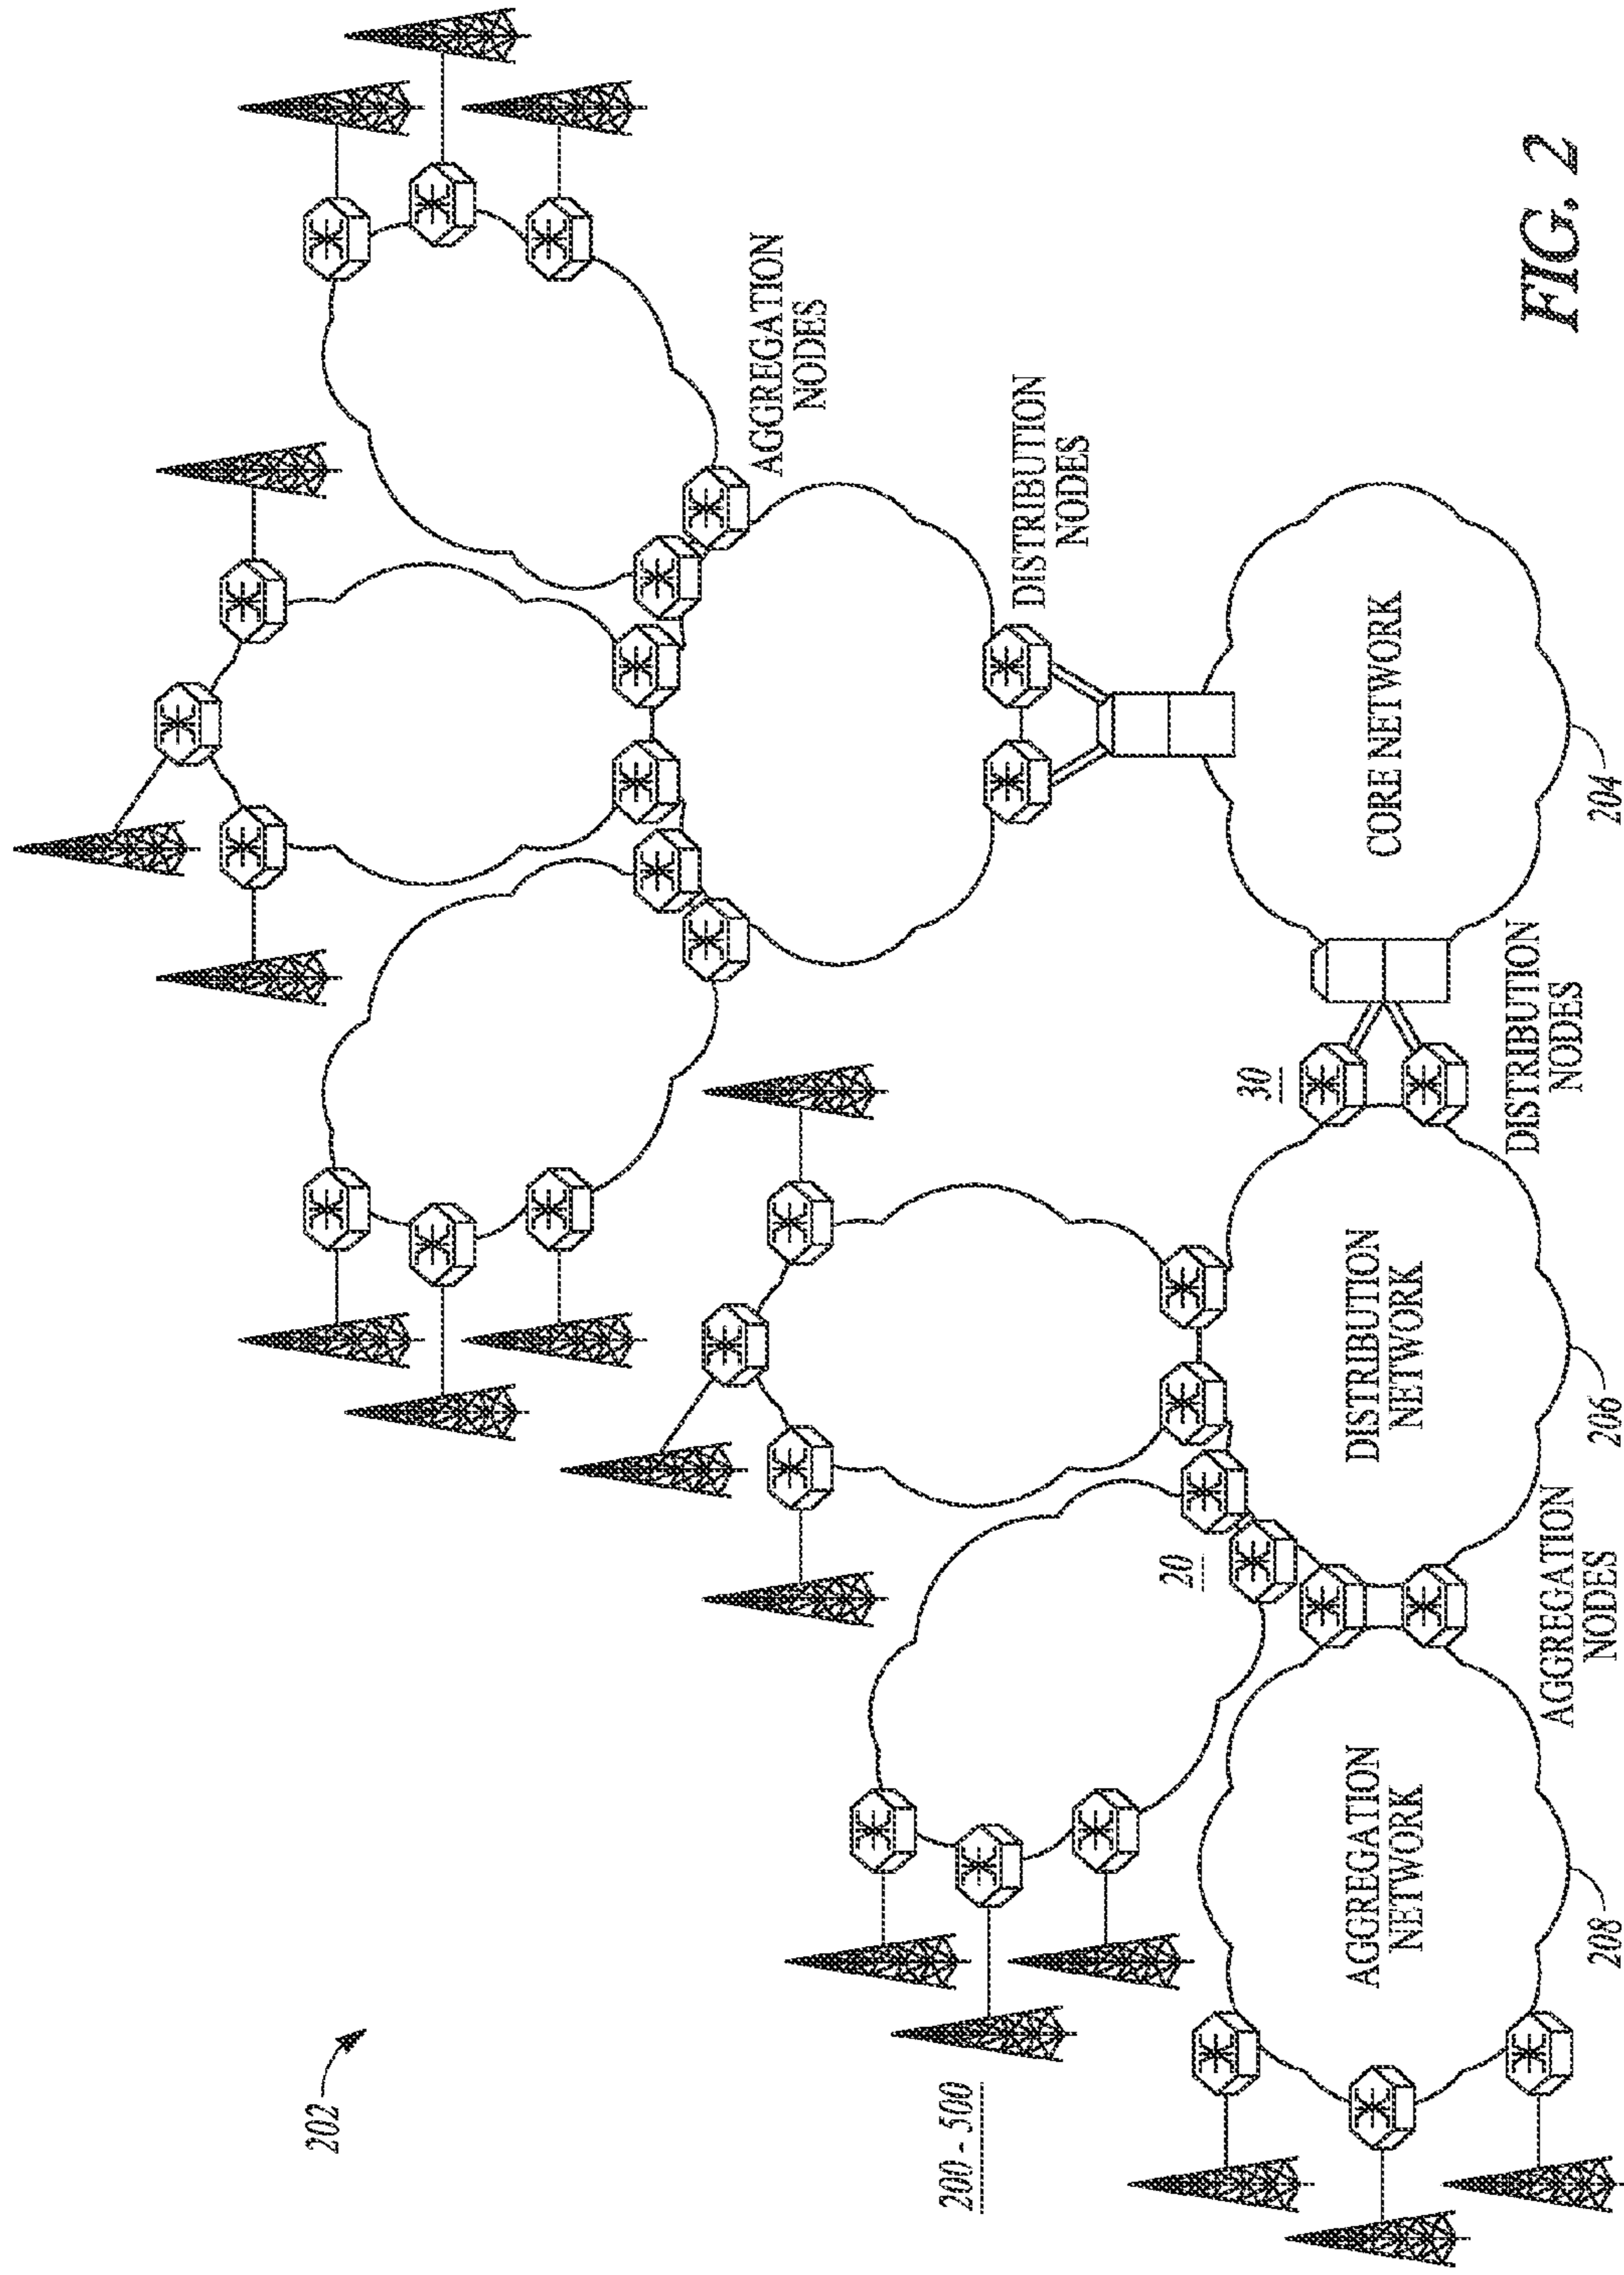 202
200 - 500
AGGREGATION
NODES
DISTRIBUTION
NODES
20
30
AGGREGATION
NETWORK
208
AGGREGATION
NODES
DISTRIBUTION
NETWORK
206
DISTRIBUTION
NODES
CORE NETWORK
204
FIG. 2